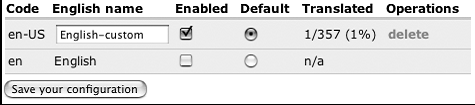 Code English name Enabled Default Translated Operations
en-US English-custom 1/357 (1%) delete
en English n/a
Save your configuration